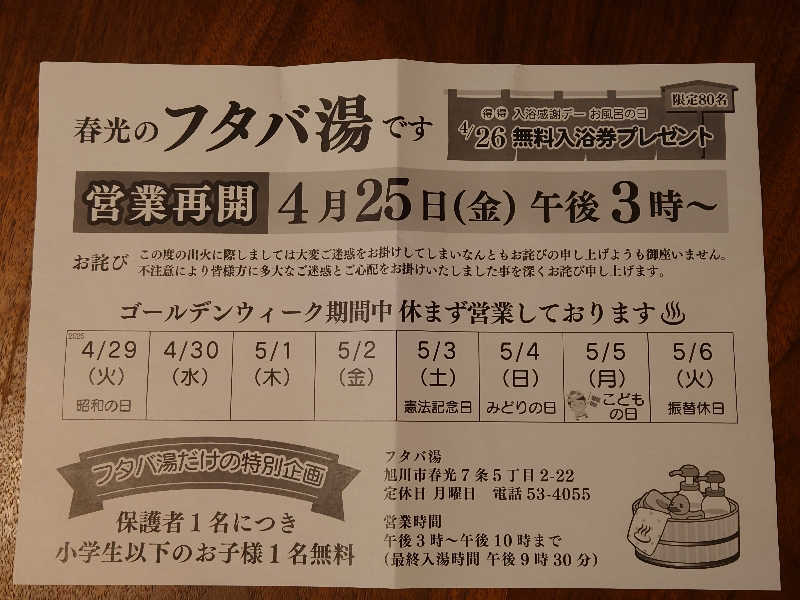 春光のフタバ湯です
得 得 入浴感謝デー お風呂の日
限定80名
4/26 無料入浴券プレゼント
営業再開 4月25日(金) 午後3時～
お詫び
この度の出火に際しましては大変ご迷惑をお掛けしてしまいなんともお詫びの申し上げようも御座いません。
不注意により皆様方に多大なご迷惑とご心配をお掛けいたしました事を深くお詫び申し上げます。
ゴールデンウィーク期間中 休まず営業しております♨
2025
4/29 4/30 5/1 5/2 5/3 5/4 5/5 5/6
(火) (水) (木) (金) (土) (日) (月) (火)
昭和の日 憲法記念日 みどりの日 こどもの日 振替休日
フタバ湯だけの特別企画
保護者1名につき
小学生以下のお子様1名無料
フタバ湯
旭川市春光7条5丁目2-22
定休日 月曜日 電話 53-4055
営業時間
午後3時～午後10時まで
(最終入湯時間 午後9時30分)
♨